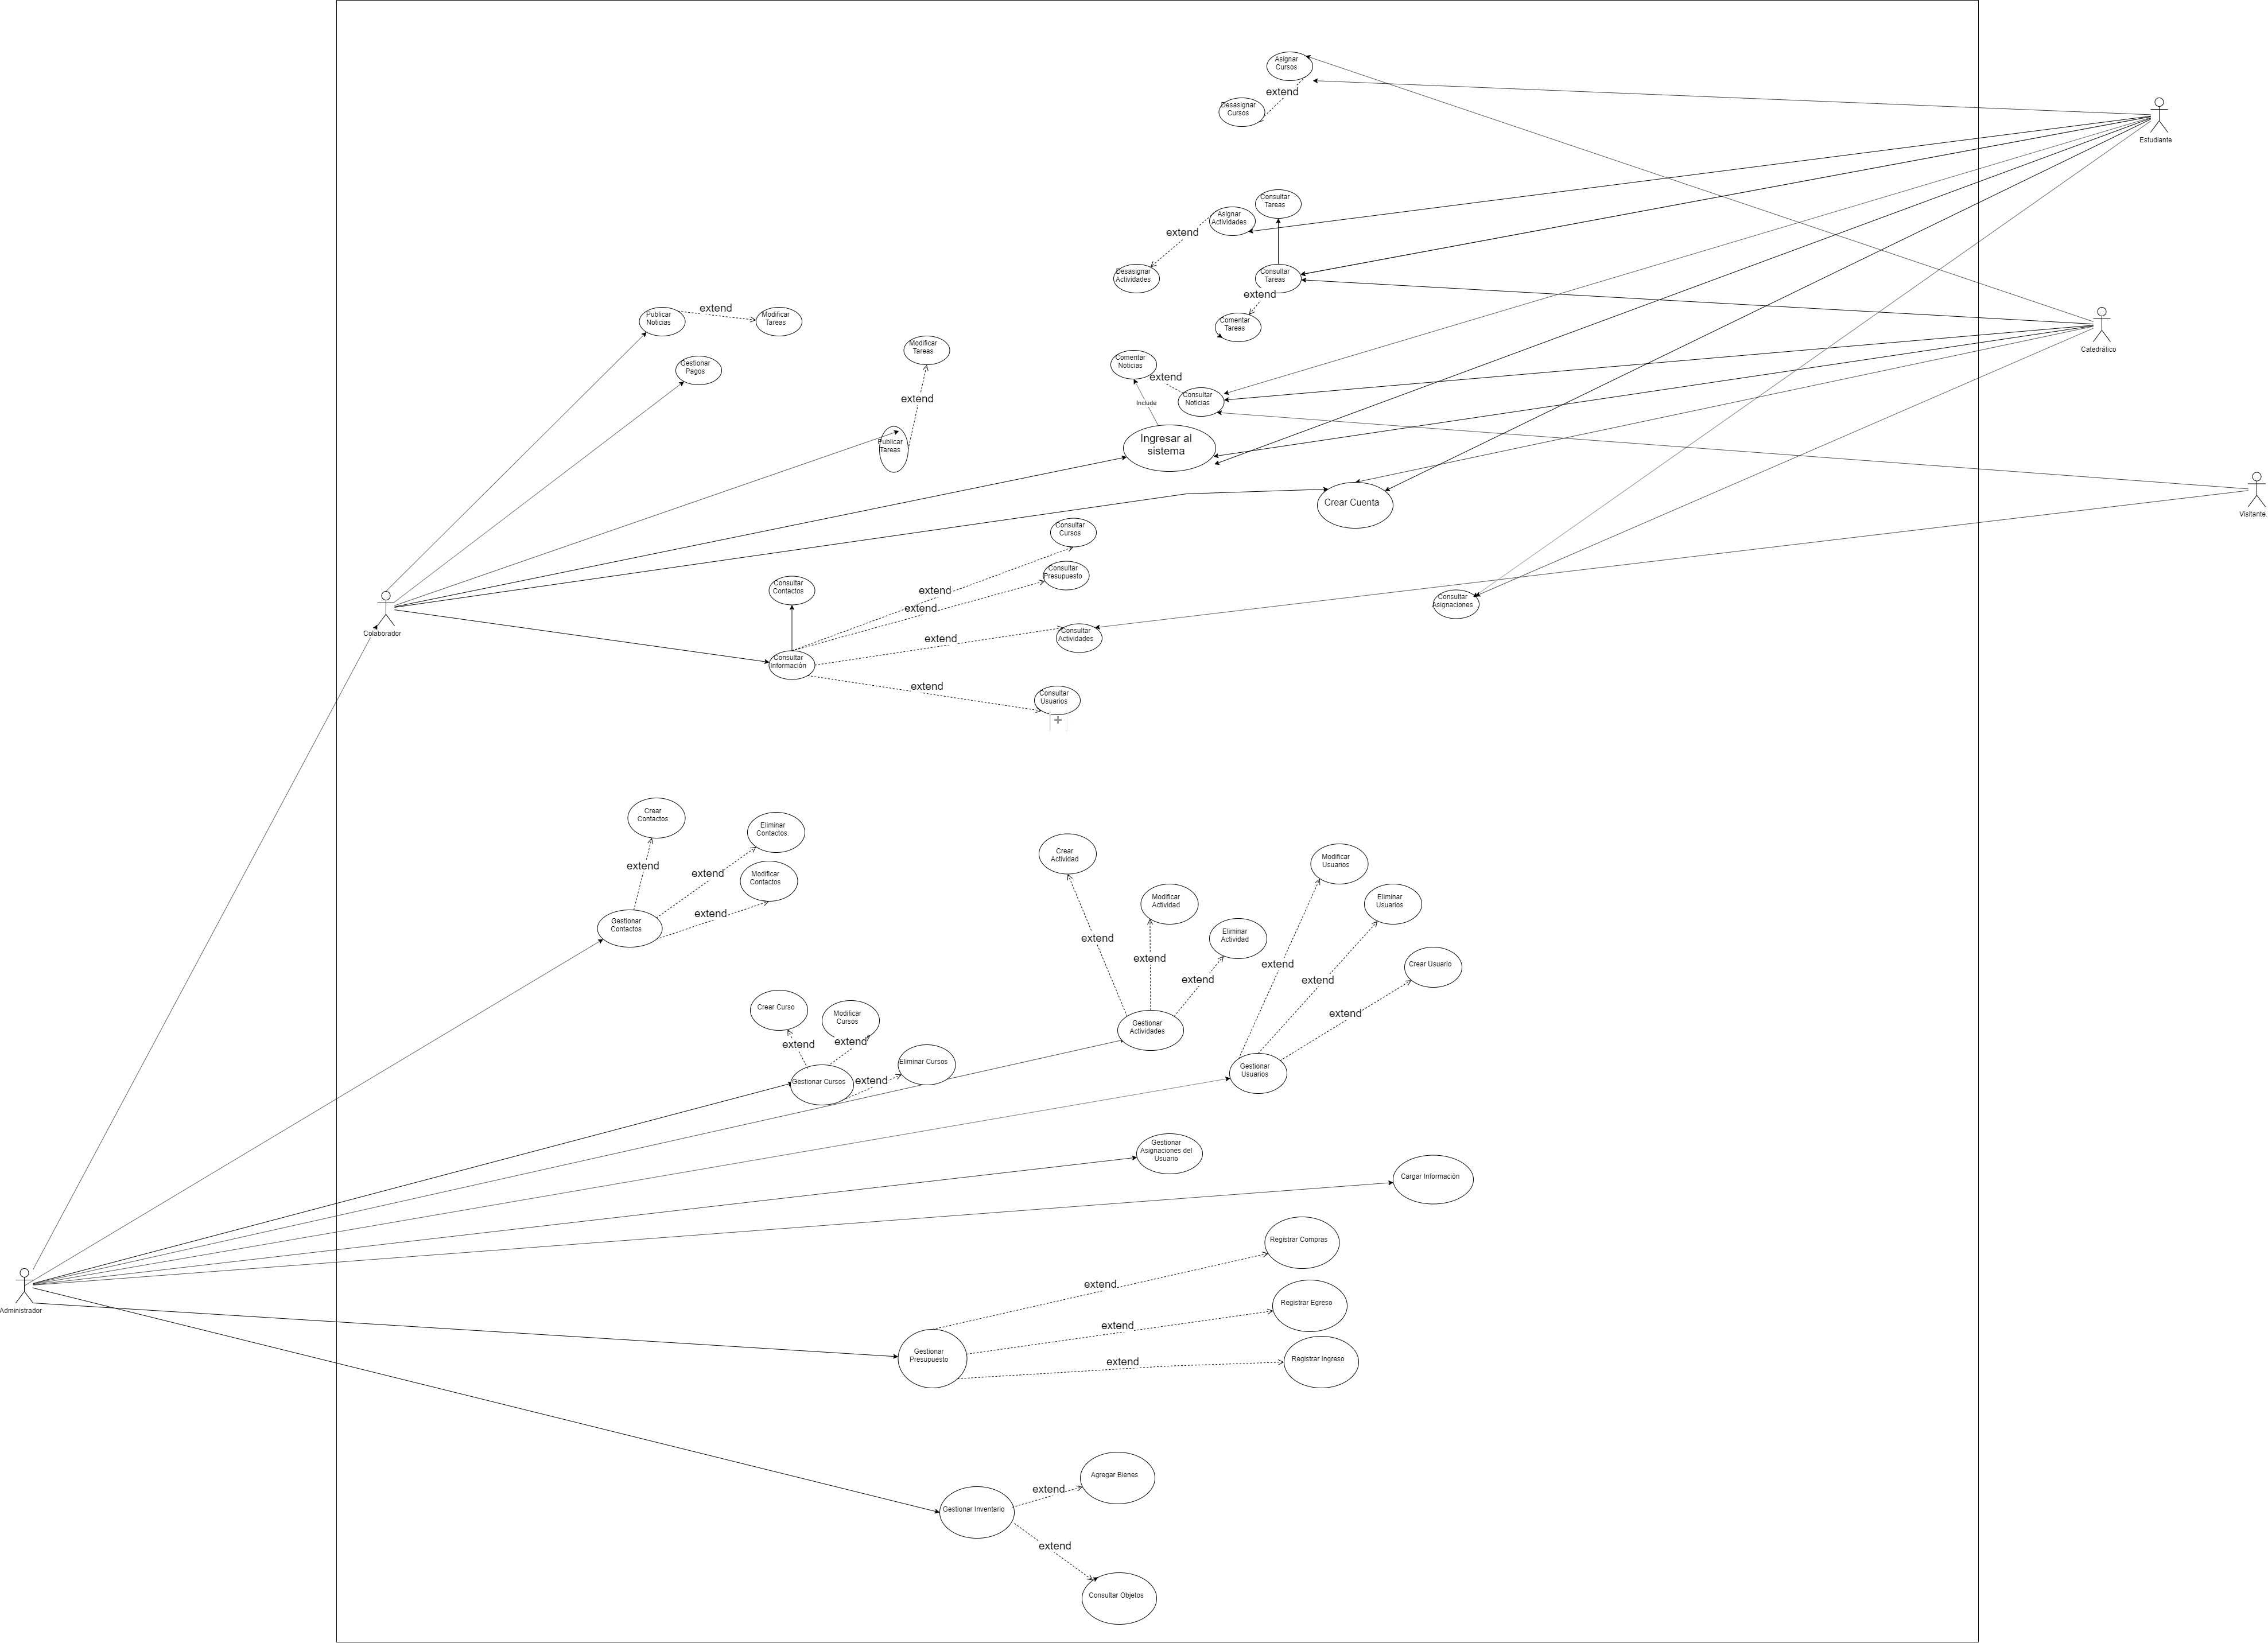 Asignar
Cursos
extend
Desasignar
Cursos
Estudiante
Consultar
Tareas
Asignar
Actividades
extend
Desasignar
Actividades
Consultar
Tareas
extend
Comentar
Tareas
Publicar
Noticias
extend
Modificar
Tareas
Gestionar
Pagos
Modificar
Tareas
extend
Publicar
Tareas
Catedrático
Comentar
Noticias
extend
Consultar
Noticias
Include
Ingresar al
sistema
Crear Cuenta
Visitante
Consultar
Cursos
extend
Consultar
Presupuesto
extend
Consultar
Contactos
Consultar
Asignaciones
Colaborador
Consultar
Actividades
extend
Consultar
Información
extend
Consultar
Usuarios
Crear
Contactos
Eliminar
Contactos.
extend
extend
Modificar
Contactos
extend
Gestionar
Contactos
Crear
Actividad
Modificar
Actividad
Eliminar
Actividad
extend
extend
extend
Gestionar
Actividades
Modificar
Usuarios
Eliminar
Usuarios
Crear Usuario
extend
extend
extend
Gestionar
Usuarios
Crear Curso
Modificar
Cursos
extend
extend
Eliminar Cursos
extend
Gestionar Cursos
Gestionar
Asignaciones del
Usuario
Cargar Información
Registrar Compras
extend
Administrador
Registrar Egreso
extend
Gestionar
Presupuesto
extend
Registrar Ingreso
Agregar Bienes
extend
Gestionar Inventario
extend
Consultar Objetos